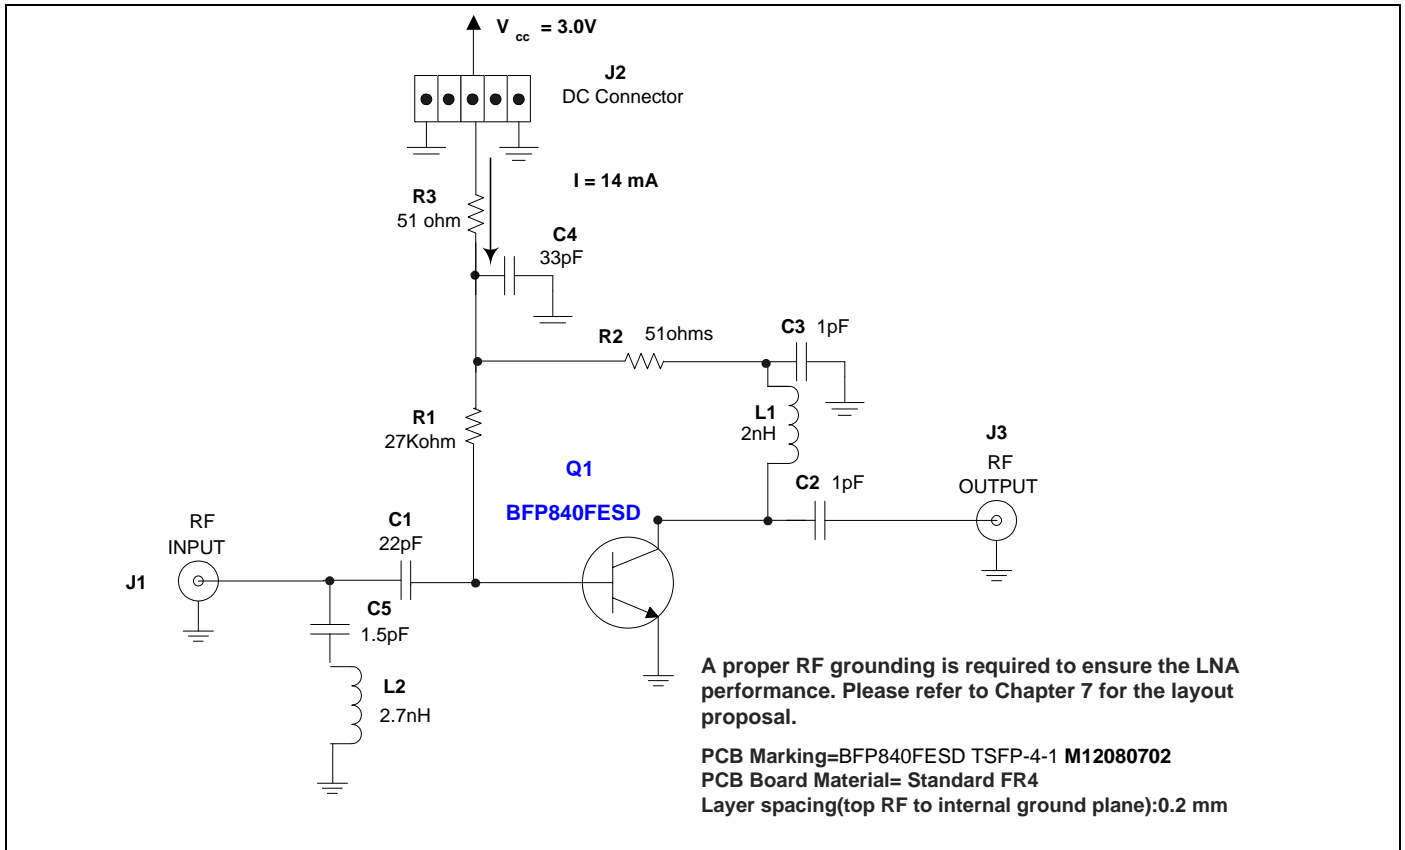 V cc = 3.0V
J2
DC Connector
I = 14 mA
R3
51 ohm
C4
33pF
R2 51ohms
C3 1pF
R1
27Kohm
L1
2nH
J3
RF
OUTPUT
Q1
BFP840FESD
C2 1pF
RF
INPUT
C1
22pF
J1
C5
1.5pF
L2
2.7nH
A proper RF grounding is required to ensure the LNA
performance. Please refer to Chapter 7 for the layout
proposal.
PCB Marking=BFP840FESD TSFP-4-1 M12080702
PCB Board Material= Standard FR4
Layer spacing(top RF to internal ground plane):0.2 mm